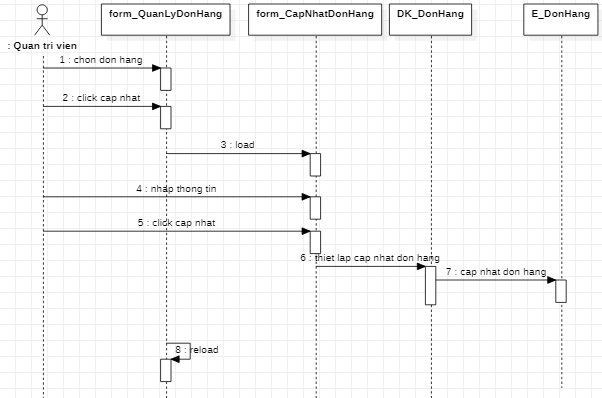 form_QuanLyDonHang
form_CapNhatDonHang
DK_DonHang
E_DonHang
: Quan tri vien
1 : chon don hang
2 : click cap nhat
3 : load
4 : nhap thong tin
5 : click cap nhat
6 : thiet lap cap nhat don hang
7 : cap nhat don hang
8 : reload